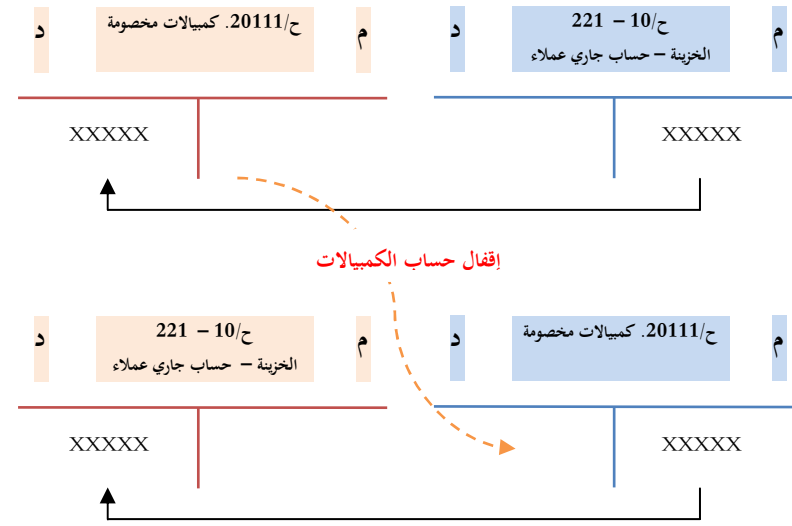 م
ح/10 – 221
الخزينة – حساب جاري عملاء
د
م
ح/20111. كمبيالات مخصومة
د
XXXXX
XXXXX
إقفال حساب الكمبيالات
م
ح/20111. كمبيالات مخصومة
د
م
ح/10 – 221
الخزينة – حساب جاري عملاء
د
XXXXX
XXXXX